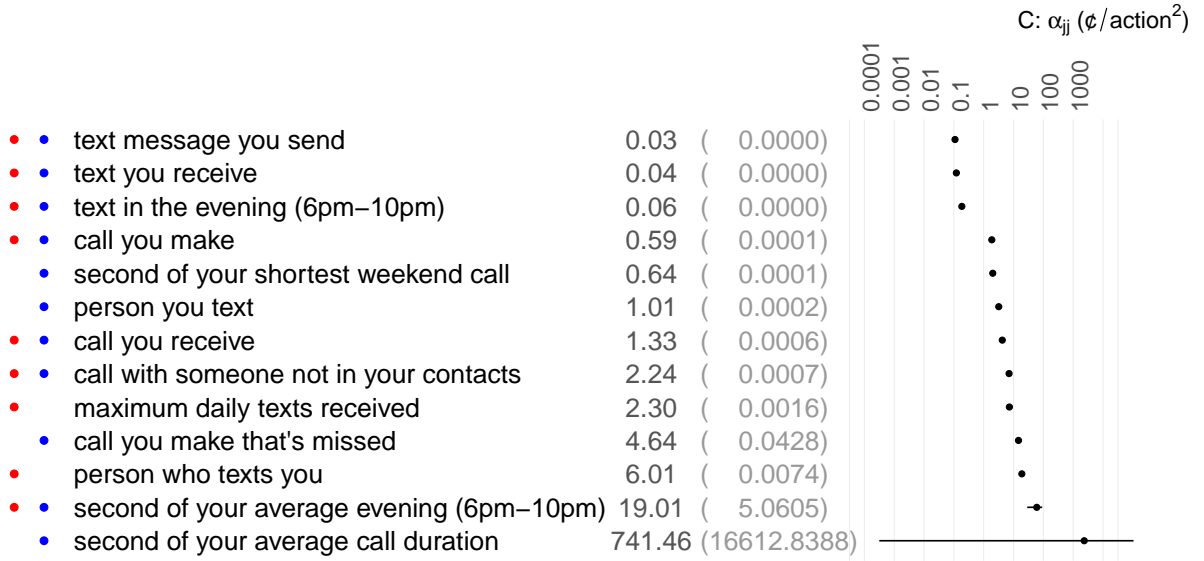 C: αjj (¢/action²)
0.0001 0.001 0.01 0.1 1 10 100 1000
text message you send 0.03 ( 0.0000)
text you receive 0.04 ( 0.0000)
text in the evening (6pm−10pm) 0.06 ( 0.0000)
call you make 0.59 ( 0.0001)
second of your shortest weekend call 0.64 ( 0.0001)
person you text 1.01 ( 0.0002)
call you receive 1.33 ( 0.0006)
call with someone not in your contacts 2.24 ( 0.0007)
maximum daily texts received 2.30 ( 0.0016)
call you make that's missed 4.64 ( 0.0428)
person who texts you 6.01 ( 0.0074)
second of your average evening (6pm−10pm) 19.01 ( 5.0605)
second of your average call duration 741.46 (16612.8388)